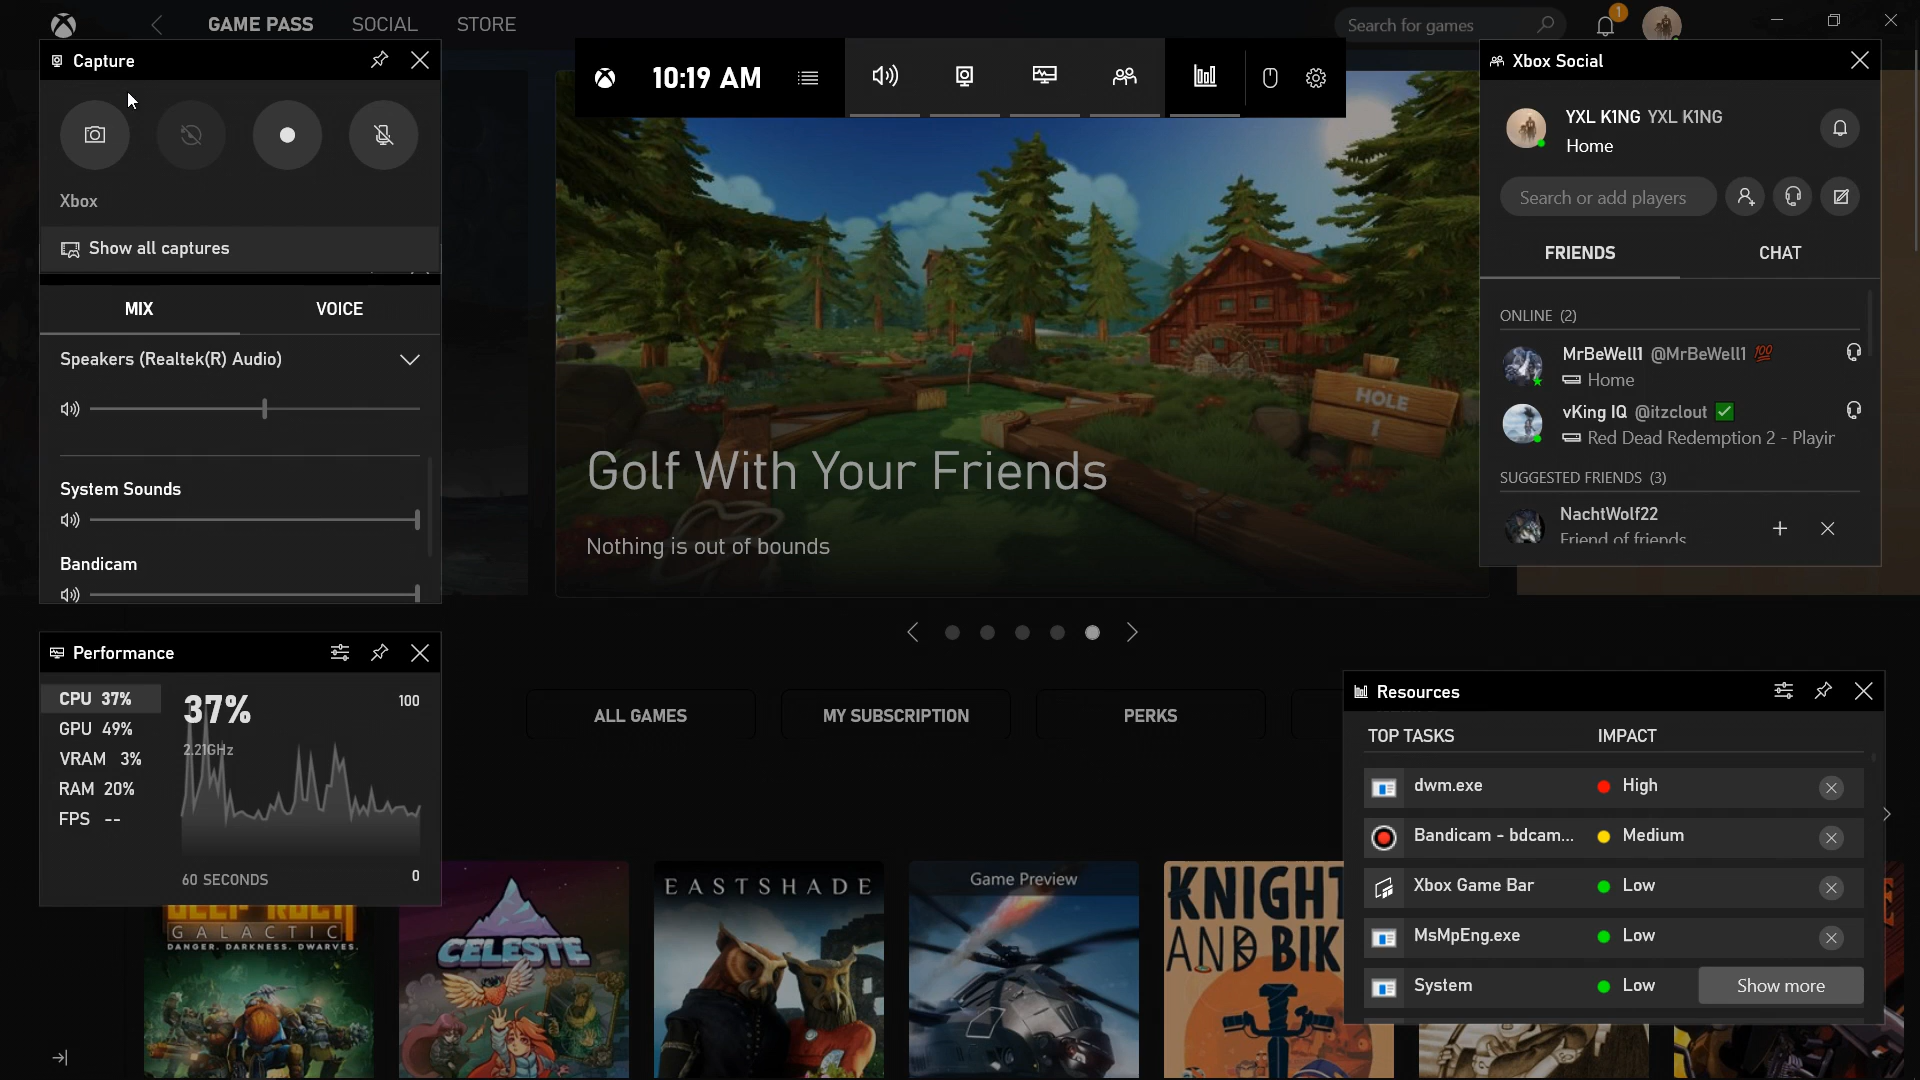 GAME PASS
SOCIAL
STORE
Search for games
1
Capture
Xbox
Show all captures
MIX
VOICE
Speakers (Realtek(R) Audio)
System Sounds
Bandicam
10:19 AM
HOLE
1
Golf With Your Friends
Nothing is out of bounds
Xbox Social
YXL K1NG YXL K1NG
Home
Search or add players
FRIENDS
CHAT
ONLINE (2)
MrBeWell1 @MrBeWell1 💯
Home
vKing IQ @itzclout ✅
Red Dead Redemption 2 - Playir
SUGGESTED FRIENDS (3)
NachtWolf22
Friend of friends
Performance
CPU 37%
GPU 49%
VRAM 3%
RAM 20%
FPS --
37%
2.21GHz
100
60 SECONDS
0
ALL GAMES
MY SUBSCRIPTION
PERKS
Resources
TOP TASKS
IMPACT
dwm.exe
High
Bandicam - bdcam...
Medium
Xbox Game Bar
Low
MsMpEng.exe
Low
System
Low
Show more
DEEP ROCK
GALACTIC
DANGER. DARKNESS. DWARVES.
CELESTE
EASTSHADE
Game Preview
KNIGHT
AND BIK